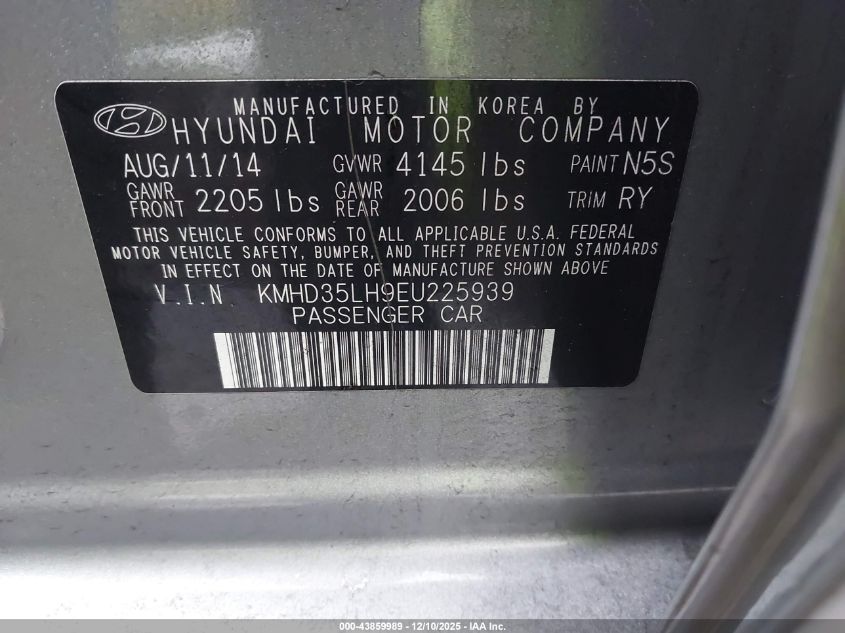 MANUFACTURED IN KOREA BY
HYUNDAI MOTOR COMPANY
AUG/11/14 GVWR 4145 lbs PAINT N5S
GAWR FRONT 2205 lbs GAWR REAR 2006 lbs TRIM RY
THIS VEHICLE CONFORMS TO ALL APPLICABLE U.S.A. FEDERAL
MOTOR VEHICLE SAFETY, BUMPER, AND THEFT PREVENTION STANDARDS
IN EFFECT ON THE DATE OF MANUFACTURE SHOWN ABOVE
V.I.N KMHD35LH9EU225939
PASSENGER CAR
000-43859989 - 12/10/2025 - IAA Inc.